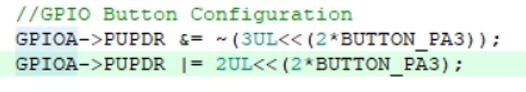 //GPIO Button Configuration
GPIOA->PUPDR &= ~(3UL<<(2*BUTTON_PA3));
GPIOA->PUPDR |= 2UL<<(2*BUTTON_PA3);